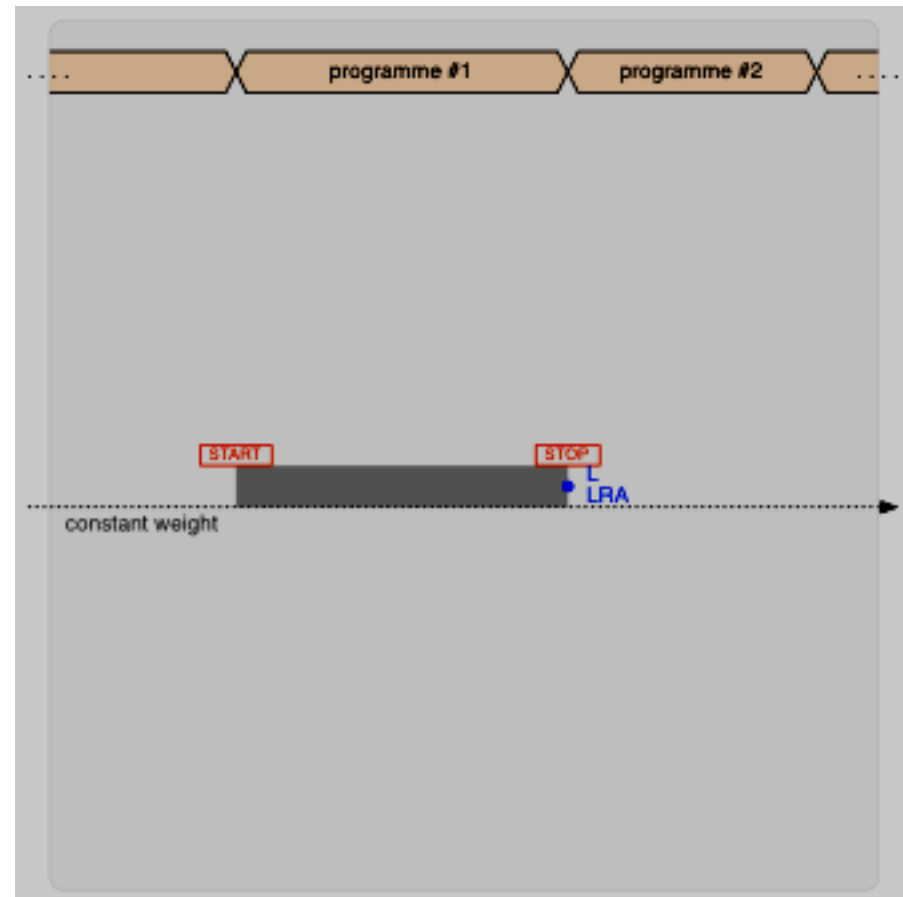 .... programme #1 programme #2 ....
START STOP
L
LRA
constant weight